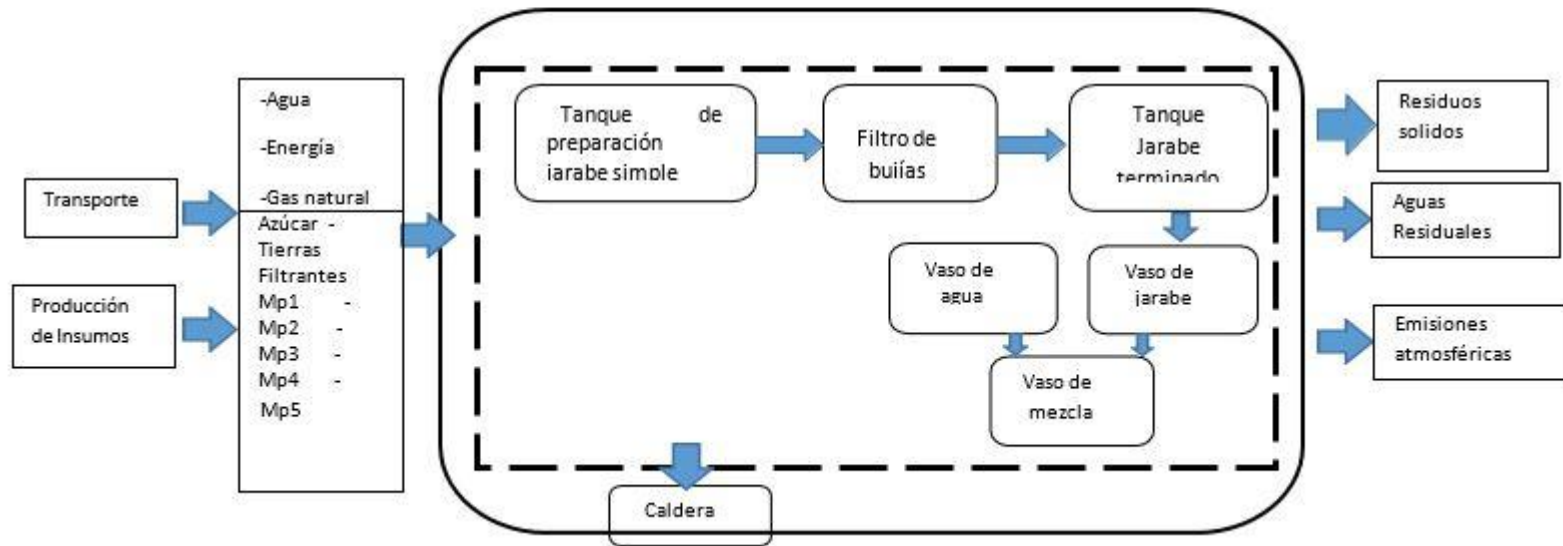 Transporte
Producción
de Insumos
-Agua
-Energía
-Gas natural
Azúcar -
Tierras
Filtrantes
Mp1 -
Mp2 -
Mp3 -
Mp4 -
Mp5
Tanque de
preparación
jarabe simple
Filtro de
bujías
Tanque
Jarabe
terminado
Vaso de
agua
Vaso de
jarabe
Vaso de
mezcla
Caldera
Residuos
solidos
Aguas
Residuales
Emisiones
atmosféricas